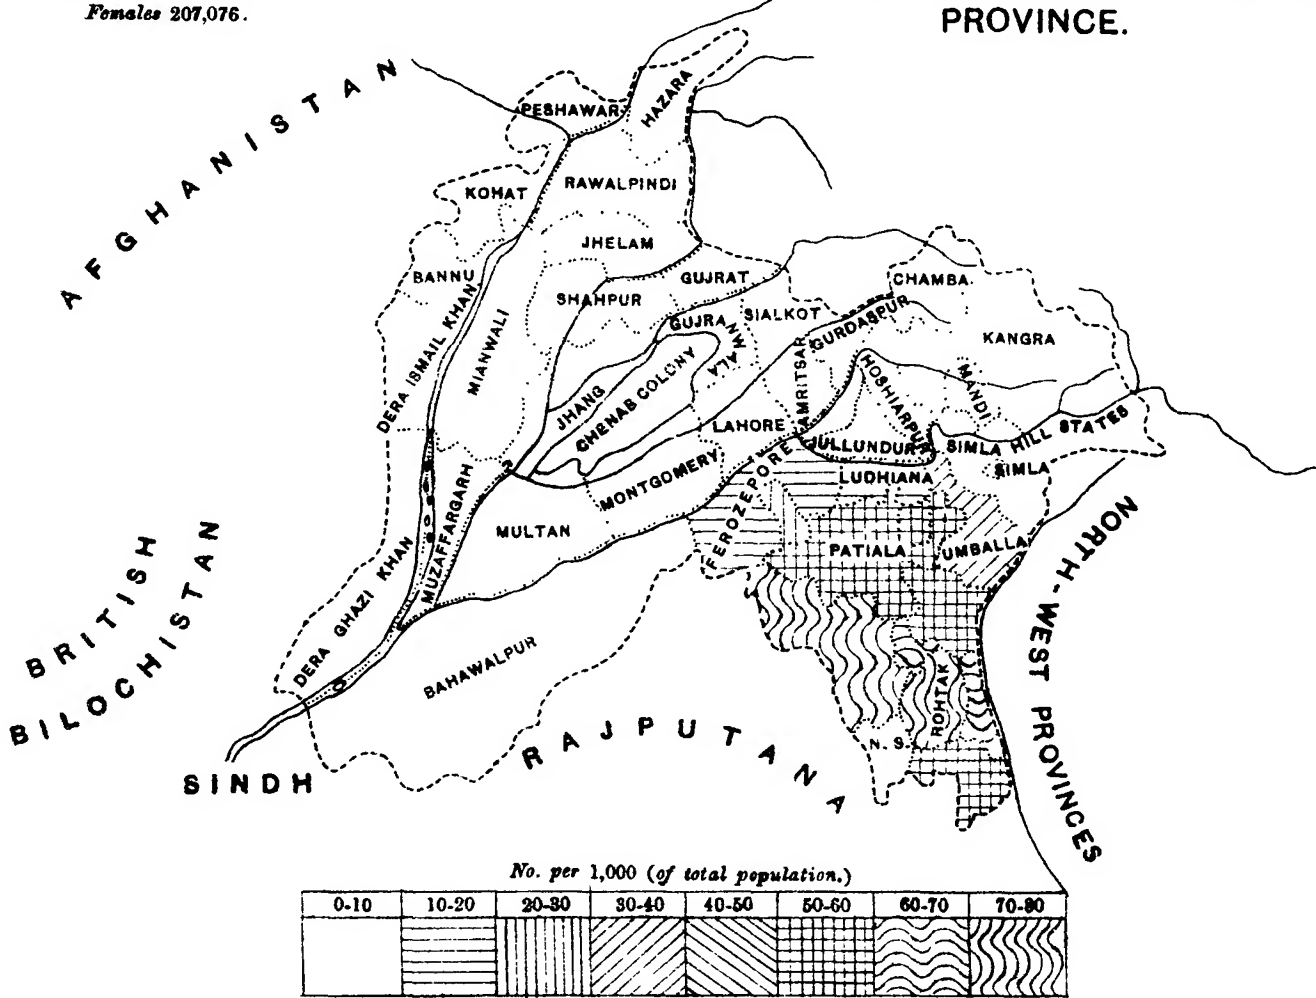 Females 207,076.
PROVINCE.
AFGHANISTAN
PESHAWAR
HAZARA
KOHAT
RAWALPINDI
JHELAM
BANNU
GUJRAT
CHAMBA
SHAHPUR
DERA ISMAIL KHAN
MIANWALI
GUJRANWALA
SIALKOT
GURDASPUR
KANGRA
JHANG
CHENAB COLONY
AMRITSAR
HOSHIARPUR
MANDI
LAHORE
JULLUNDUR
SIMLA HILL STATES
SIMLA
MONTGOMERY
FEROZEPORE
LUDHIANA
MUZAFFARGARH
MULTAN
PATIALA
UMBALLA
NORTH-WEST PROVINCES
BRITISH
BILOCHISTAN
DERA GHAZI KHAN
BAHAWALPUR
ROHTAK
N. S.
RAJPUTANA
SINDH
No. per 1,000 (of total population.)
0-10 10-20 20-30 30-40 40-50 50-60 60-70 70-80